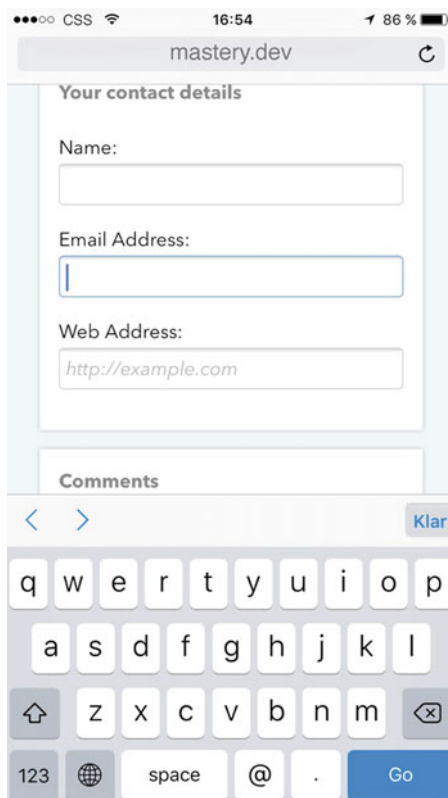 CSS 16:54 86 %
mastery.dev
Your contact details
Name:
Email Address:
Web Address:
http://example.com
Comments
Klar
q w e r t y u i o p
a s d f g h j k l
z x c v b n m
123 space @ . Go